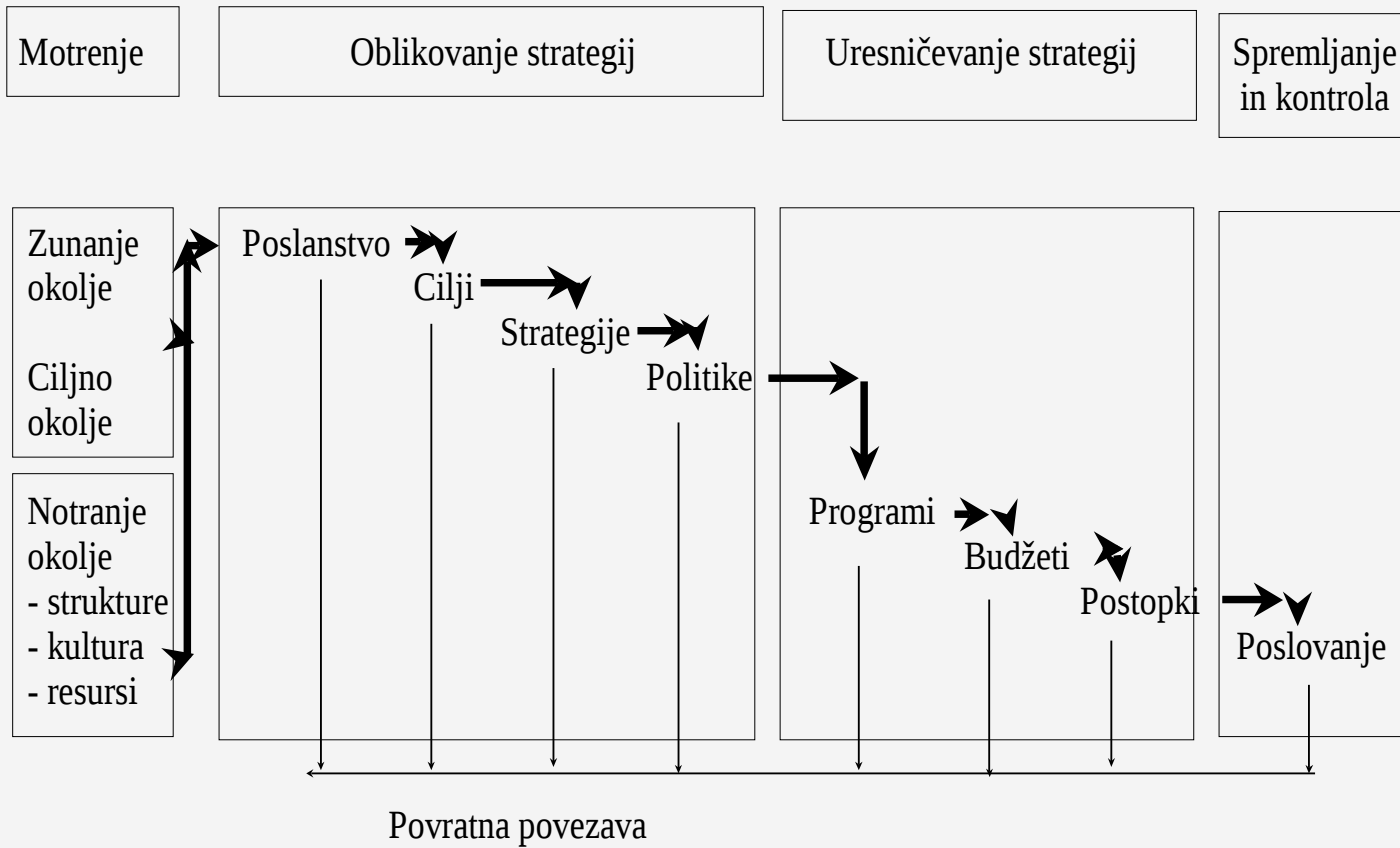 Motrenje
Oblikovanje strategij
Uresničevanje strategij
Spremljanje
in kontrola
Zunanje
okolje
Ciljno
okolje
Notranje
okolje
- strukture
- kultura
- resursi
Poslanstvo
Cilji
Strategije
Politike
Programi
Budžeti
Postopki
Poslovanje
Povratna povezava